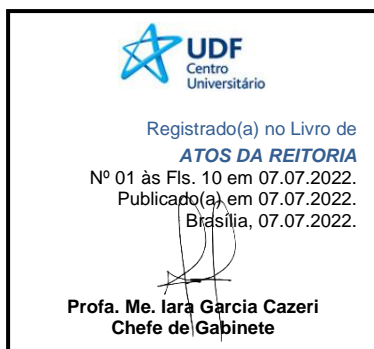 UDF
Centro
Universitário
Registrado(a) no Livro de
ATOS DA REITORIA
Nº 01 às Fls. 10 em 07.07.2022.
Publicado(a) em 07.07.2022.
Brasília, 07.07.2022.
Profa. Me. Iara Garcia Cazeri
Chefe de Gabinete